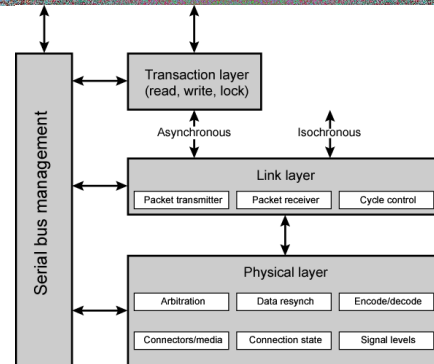 Transaction layer
(read, write, lock)
Serial bus management
Asynchronous
Isochronous
Link layer
Packet transmitter
Packet receiver
Cycle control
Physical layer
Arbitration
Data resynch
Encode/decode
Connectors/media
Connection state
Signal levels